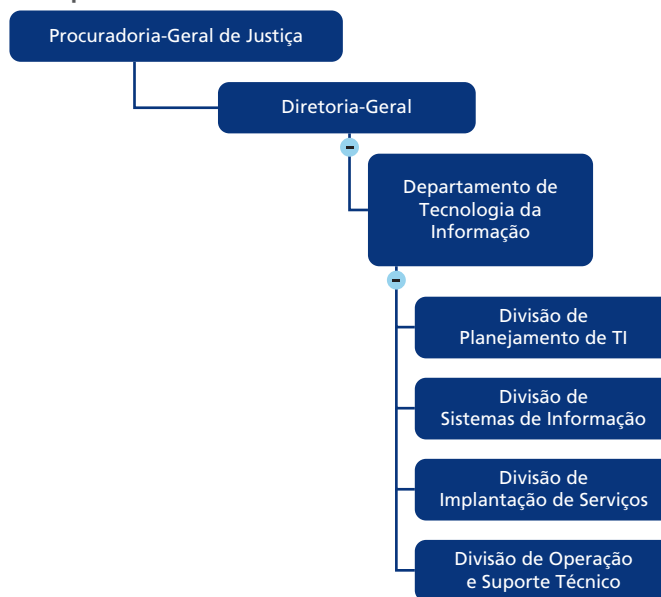 Procuradoria-Geral de Justiça
Diretoria-Geral
Departamento de
Tecnologia da
Informação
Divisão de
Planejamento de TI
Divisão de
Sistemas de Informação
Divisão de
Implantação de Serviços
Divisão de Operação
e Suporte Técnico